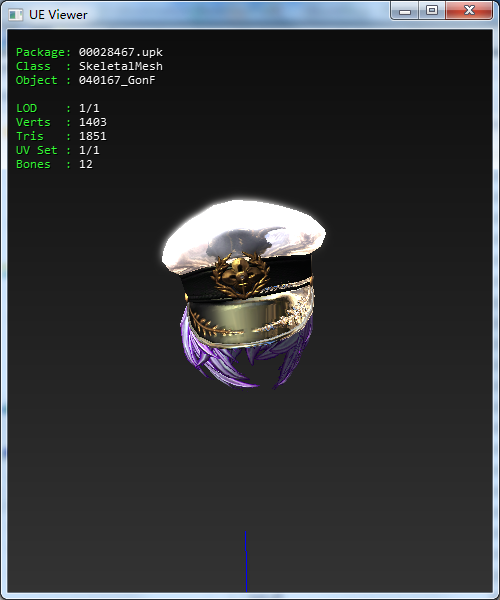 UE Viewer
Package: 00028467.upk
Class  : SkeletalMesh
Object : 040167_GonF
LOD    : 1/1
Verts  : 1403
Tris   : 1851
UV Set : 1/1
Bones  : 12